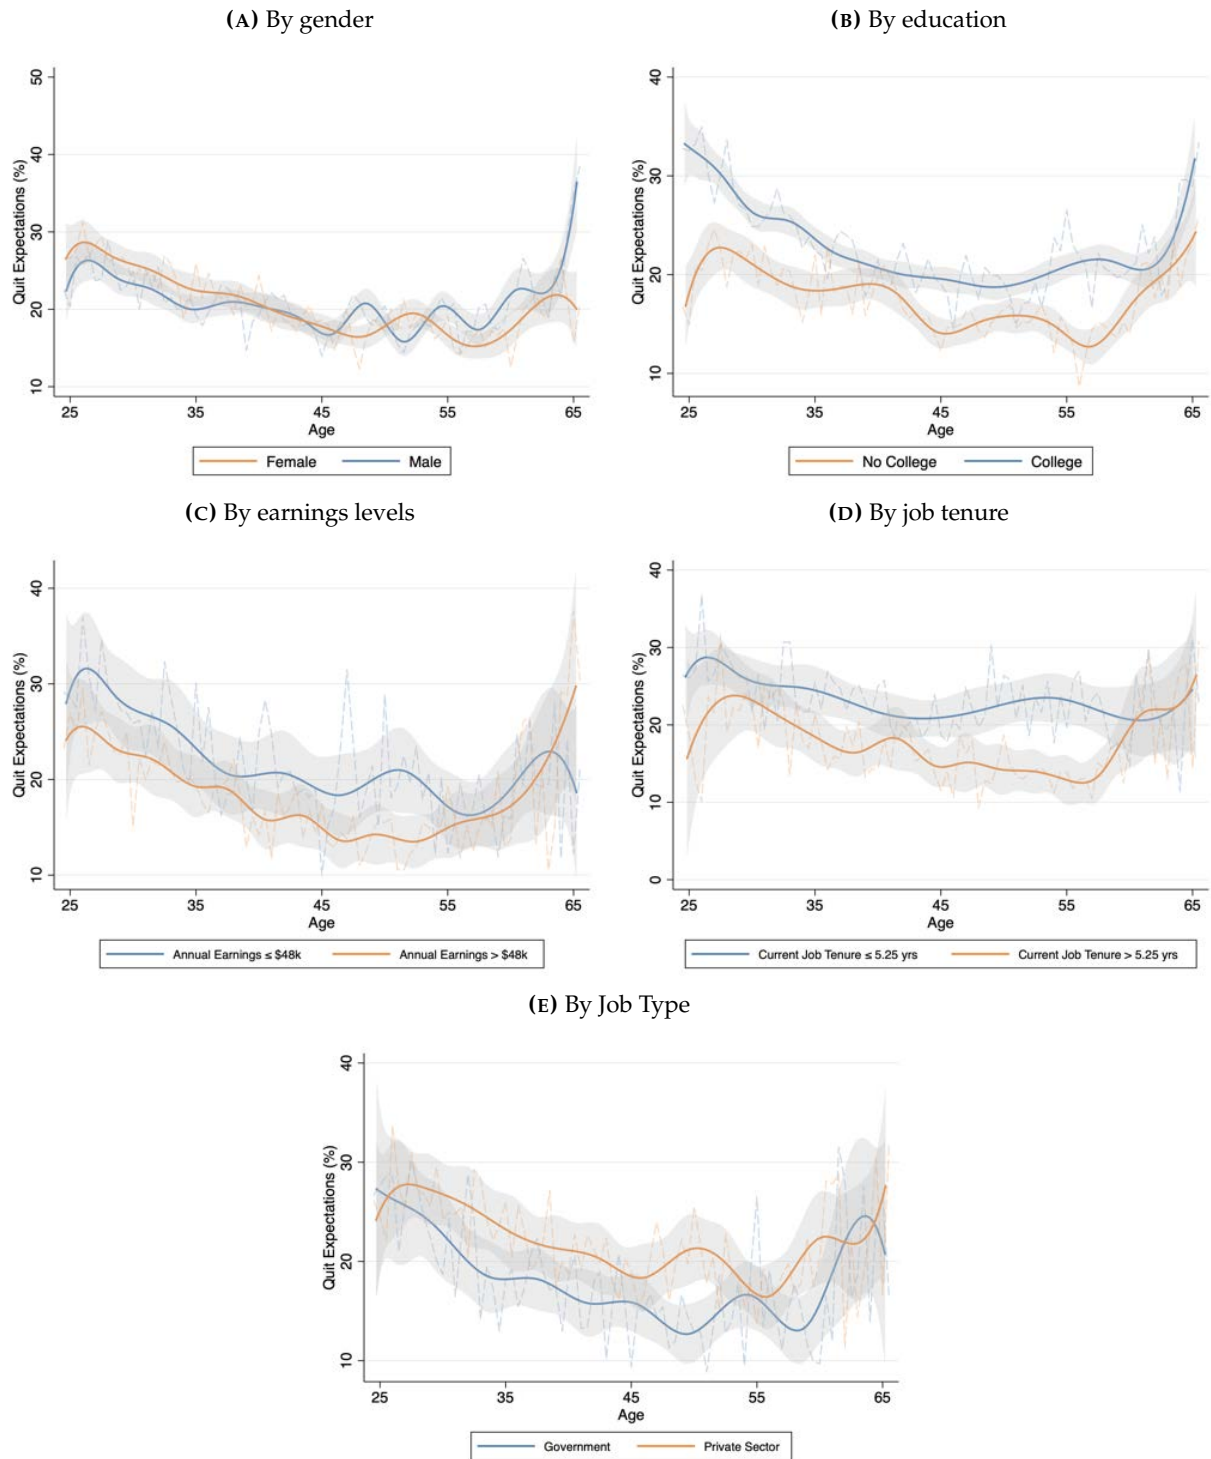 (A) By gender
Quit Expectations (%)
50
40
30
20
10
25 35 45 55 65
Age
Female Male
(B) By education
Quit Expectations (%)
40
30
20
10
25 35 45 55 65
Age
No College College
(C) By earnings levels
Quit Expectations (%)
40
30
20
10
25 35 45 55 65
Age
Annual Earnings ≤ $48k Annual Earnings > $48k
(D) By job tenure
Quit Expectations (%)
40
30
20
10
0
25 35 45 55 65
Age
Current Job Tenure ≤ 5.25 yrs Current Job Tenure > 5.25 yrs
(E) By Job Type
Quit Expectations (%)
40
30
20
10
25 35 45 55 65
Age
Government Private Sector